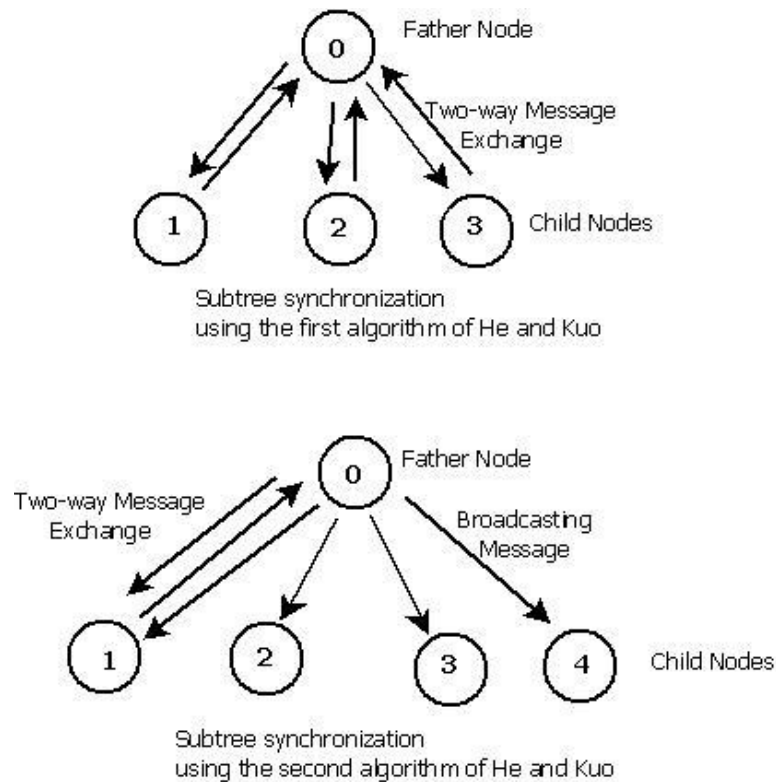 Father Node
0
Two-way Message
Exchange
1
2
3
Child Nodes
Subtree synchronization
using the first algorithm of He and Kuo
Father Node
0
Two-way Message
Exchange
Broadcasting
Message
1
2
3
4
Child Nodes
Subtree synchronization
using the second algorithm of He and Kuo